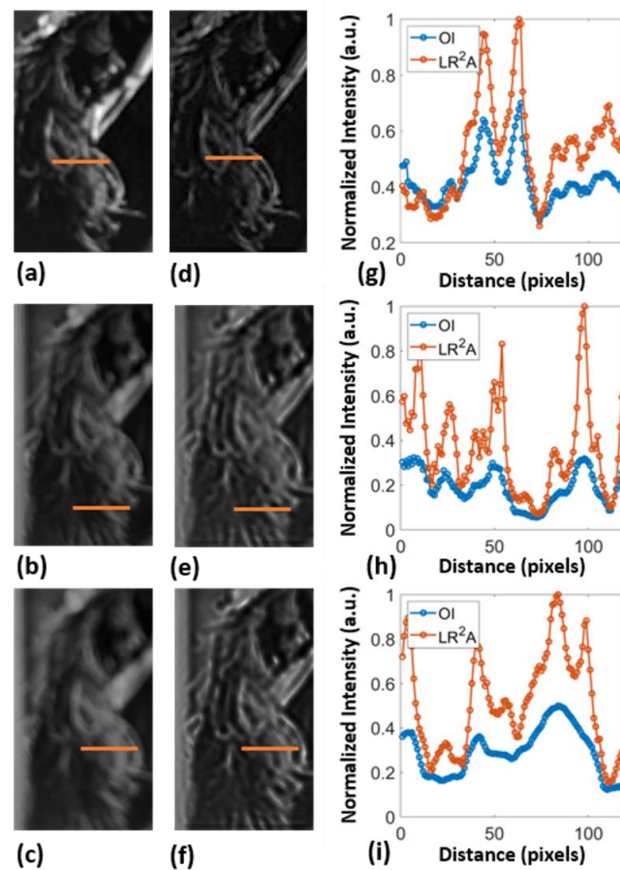 (a)
(d)
(g)
Normalized Intensity (a.u.)
1
0.8
0.6
0.4
0.2
OI
LR²A
0
50
100
Distance (pixels)
(b)
(e)
(h)
Normalized Intensity (a.u.)
1
0.8
0.6
0.4
0.2
0
OI
LR²A
0
50
100
Distance (pixels)
(c)
(f)
(i)
Normalized Intensity (a.u.)
1
0.8
0.6
0.4
0.2
0
OI
LR²A
0
50
100
Distance (pixels)